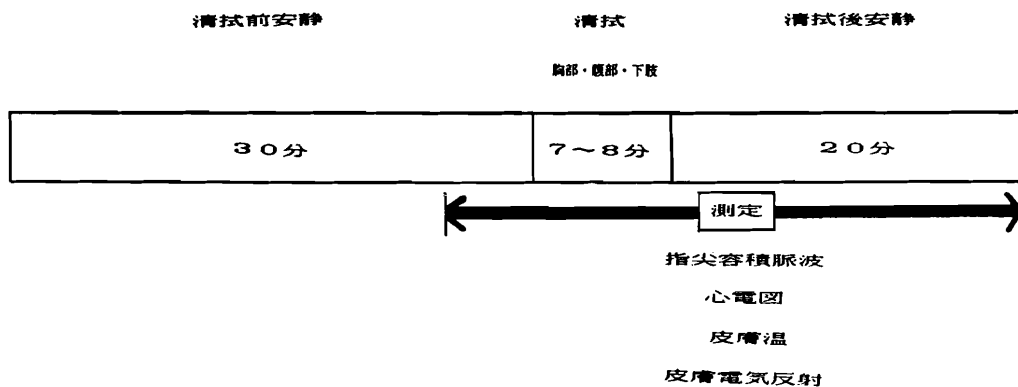 清拭前安静 清拭 清拭後安静
胸部・腹部・下肢
30分 7～8分 20分
測定
指尖容積脈波
心電図
皮膚温
皮膚電気反射